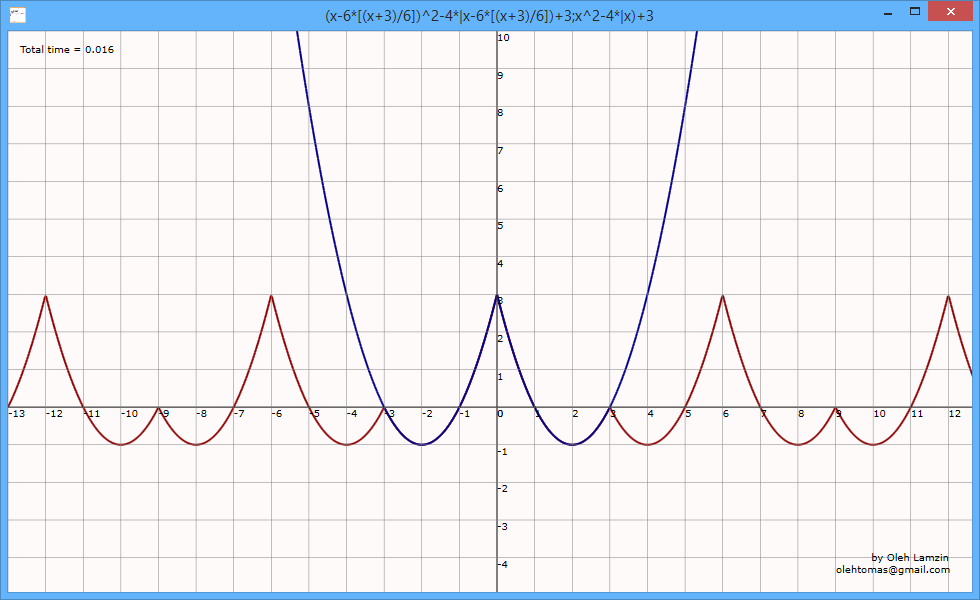 (x-6*[(x+3)/6])^2-4*|x-6*[(x+3)/6]|+3;x^2-4*|x|+3
Total time = 0.016
10
9
8
7
6
5
4
3
2
1
-13 -12 -11 -10 -9 -8 -7 -6 -5 -4 -3 -2 -1 0 1 2 3 4 5 6 7 8 9 10 11 12
-1
-2
-3
-4
by Oleh Lamzin
olehtomas@gmail.com